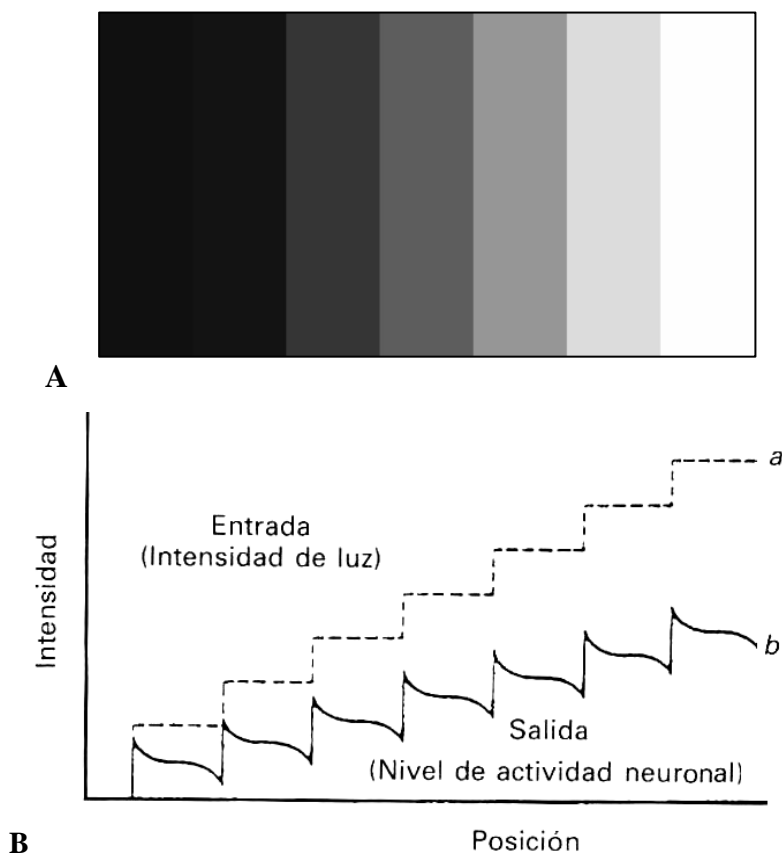 A
a
Entrada
(Intensidad de luz)
Intensidad
b
Salida
(Nivel de actividad neuronal)
B
Posición